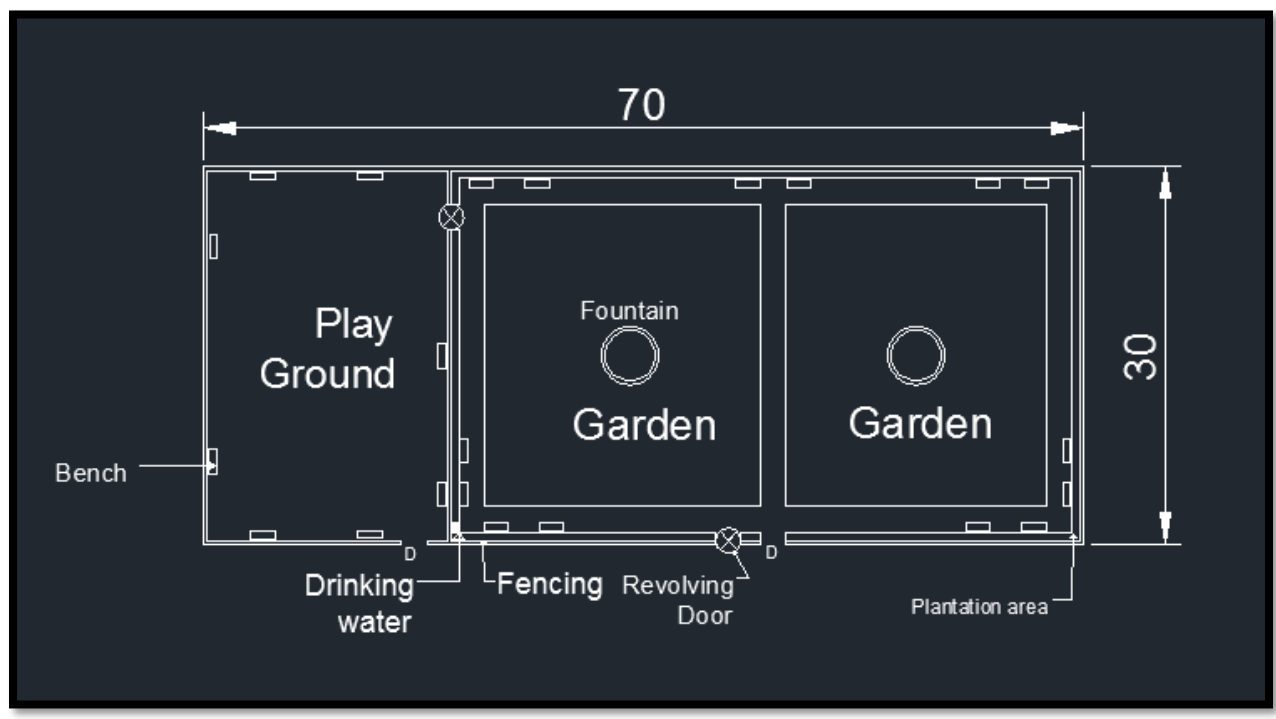 70
30
Play
Ground
Fountain
Garden
Garden
Bench
D
D
Drinking
water
Fencing
Revolving
Door
Plantation area